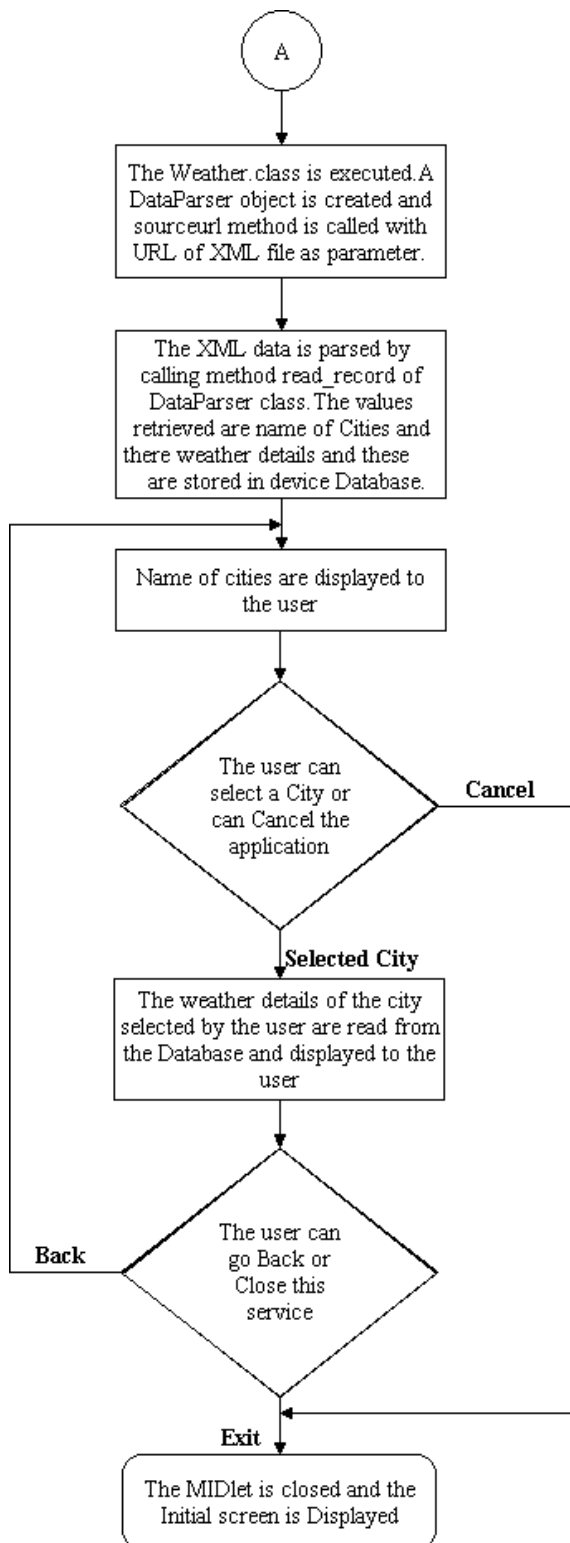 A
The Weather.class is executed.A
DataParser object is created and
sourceurl method is called with
URL of XML file as parameter.
The XML data is parsed by
calling method read_record of
DataParser class.The values
retrieved are name of Cities and
there weather details and these
are stored in device Database.
Name of cities are displayed to
the user
The user can
select a City or
can Cancel the
application
Cancel
Selected City
The weather details of the city
selected by the user are read from
the Database and displayed to the
user
The user can
go Back or
Close this
service
Back
Exit
The MIDlet is closed and the
Initial screen is Displayed